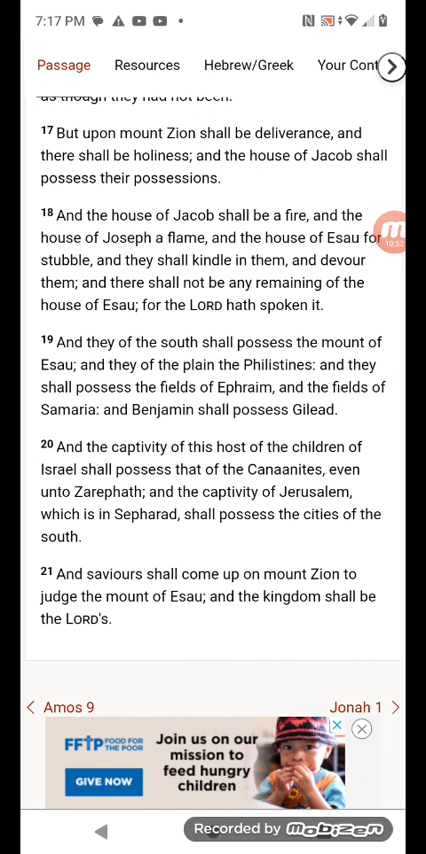 7:17 PM
Passage Resources Hebrew/Greek Your Cont
as though they had not been.
17 But upon mount Zion shall be deliverance, and
there shall be holiness; and the house of Jacob shall
possess their possessions.
18 And the house of Jacob shall be a fire, and the
house of Joseph a flame, and the house of Esau for
stubble, and they shall kindle in them, and devour
them; and there shall not be any remaining of the
house of Esau; for the LORD hath spoken it.
19 And they of the south shall possess the mount of
Esau; and they of the plain the Philistines: and they
shall possess the fields of Ephraim, and the fields of
Samaria: and Benjamin shall possess Gilead.
20 And the captivity of this host of the children of
Israel shall possess that of the Canaanites, even
unto Zarephath; and the captivity of Jerusalem,
which is in Sepharad, shall possess the cities of the
south.
21 And saviours shall come up on mount Zion to
judge the mount of Esau; and the kingdom shall be
the LORD's.
10:52
Amos 9 Jonah 1
FFTP FOOD FOR
THE POOR
GIVE NOW
Join us on our
mission to
feed hungry
children
Recorded by mobizen